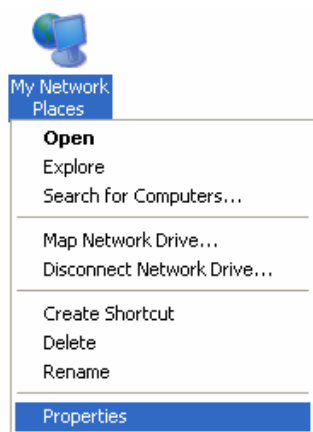 My Network
Places
Open
Explore
Search for Computers...
Map Network Drive...
Disconnect Network Drive...
Create Shortcut
Delete
Rename
Properties